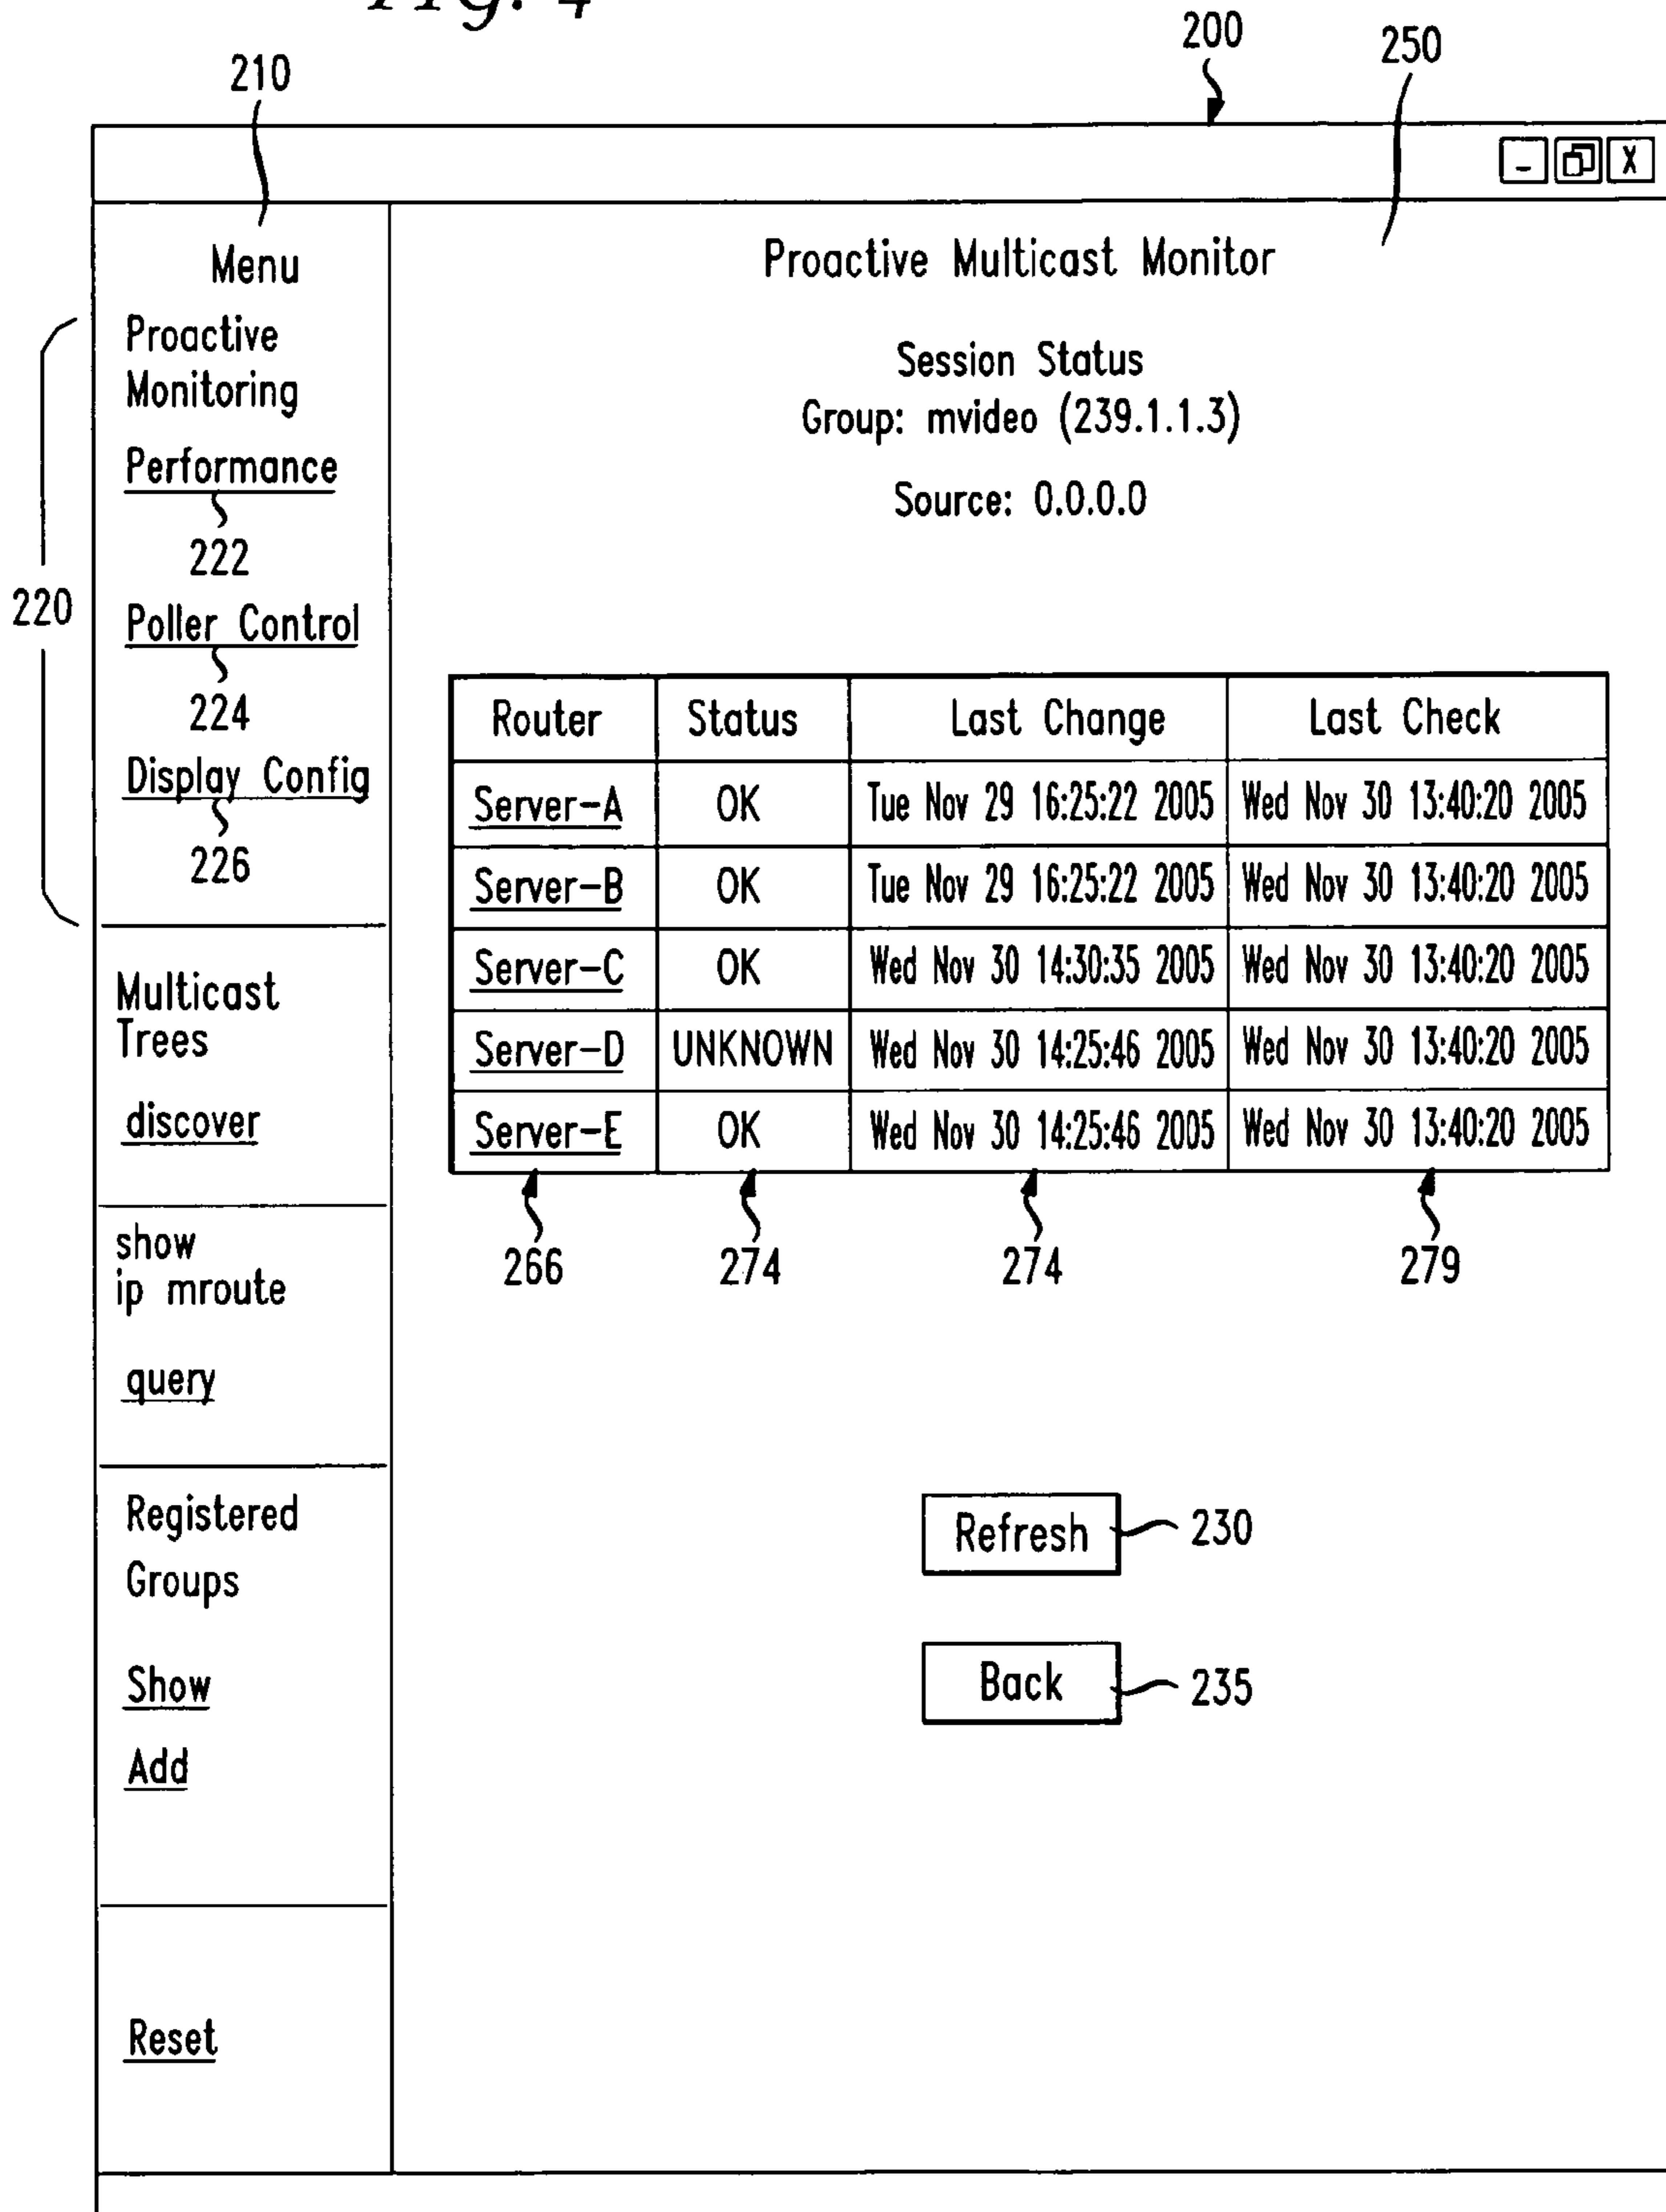 Fig. 4
200
250
210
- X
Menu
Proactive
Monitoring
Performance
222
220
Poller Control
224
Display Config
226
Multicast
Trees
discover
show
ip mroute
query
Registered
Groups
Show
Add
Reset
Proactive Multicast Monitor
Session Status
Group: mvideo (239.1.1.3)
Source: 0.0.0.0
Router Status Last Change Last Check
Server-A OK Tue Nov 29 16:25:22 2005 Wed Nov 30 13:40:20 2005
Server-B OK Tue Nov 29 16:25:22 2005 Wed Nov 30 13:40:20 2005
Server-C OK Wed Nov 30 14:30:35 2005 Wed Nov 30 13:40:20 2005
Server-D UNKNOWN Wed Nov 30 14:25:46 2005 Wed Nov 30 13:40:20 2005
Server-E OK Wed Nov 30 14:25:46 2005 Wed Nov 30 13:40:20 2005
266 274 274 279
Refresh 230
Back 235